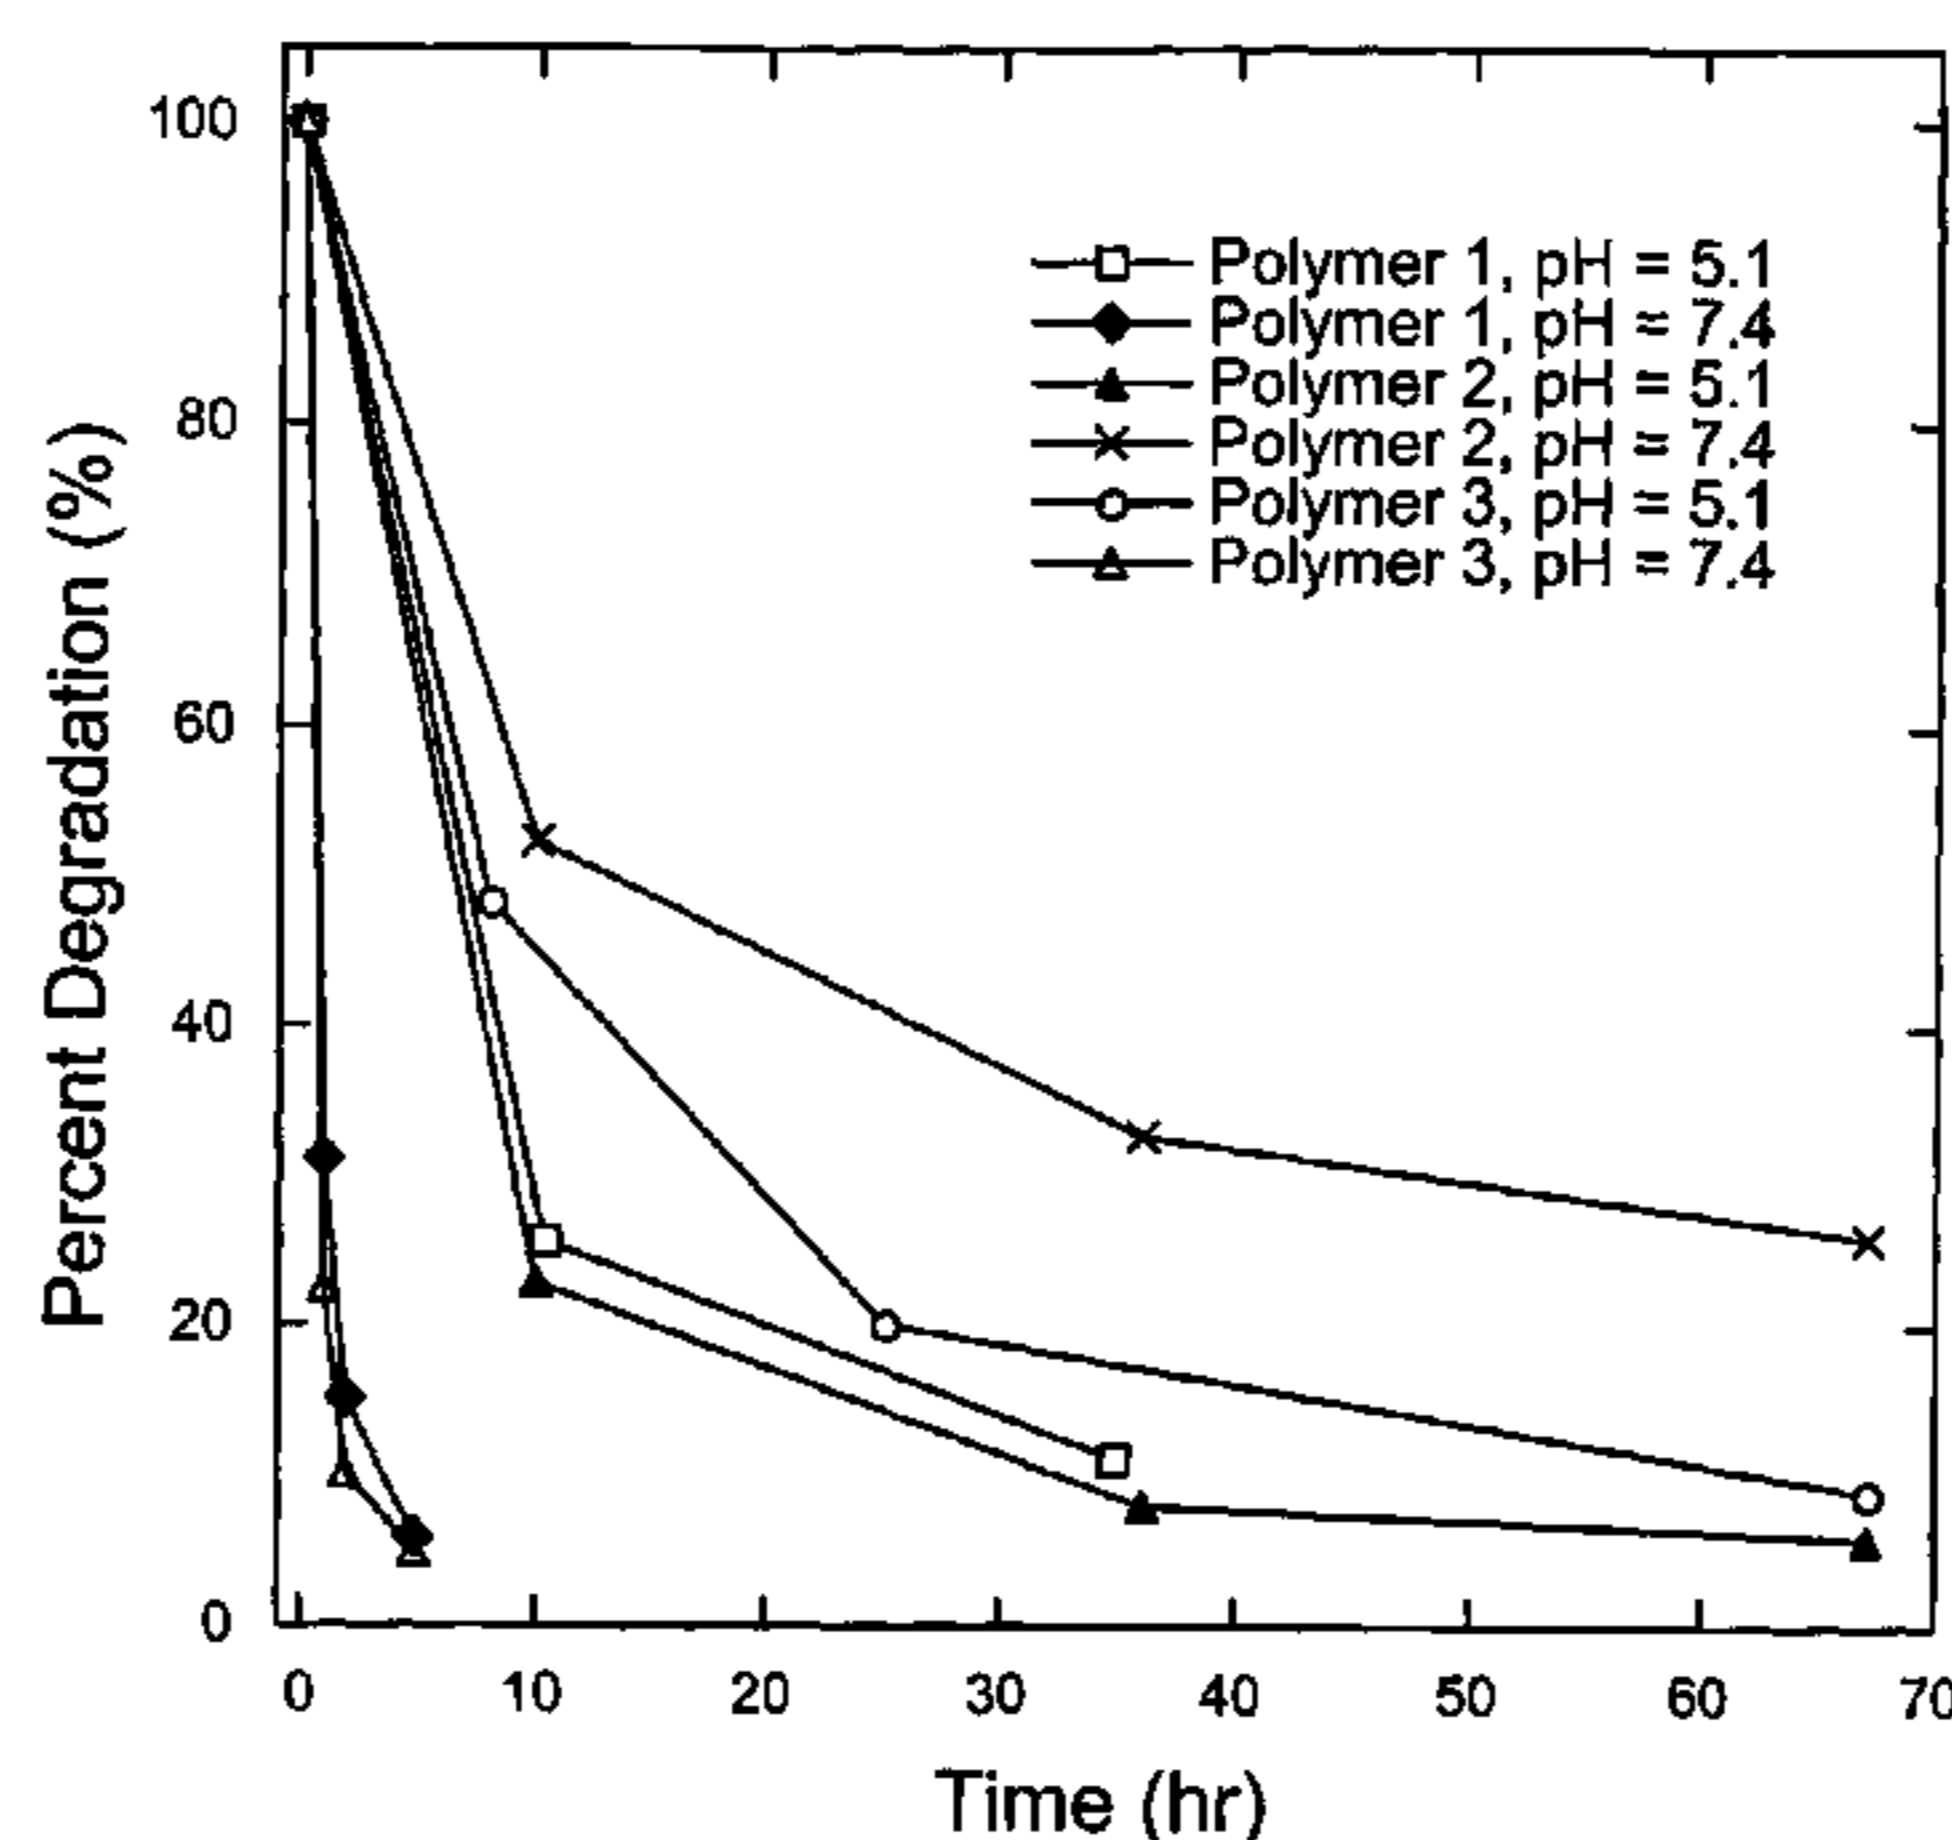 100
80
60
40
20
0
Percent Degradation (%)
Polymer 1, pH = 5.1
Polymer 1, pH = 7.4
Polymer 2, pH = 5.1
Polymer 2, pH = 7.4
Polymer 3, pH = 5.1
Polymer 3, pH = 7.4
0 10 20 30 40 50 60 70
Time (hr)